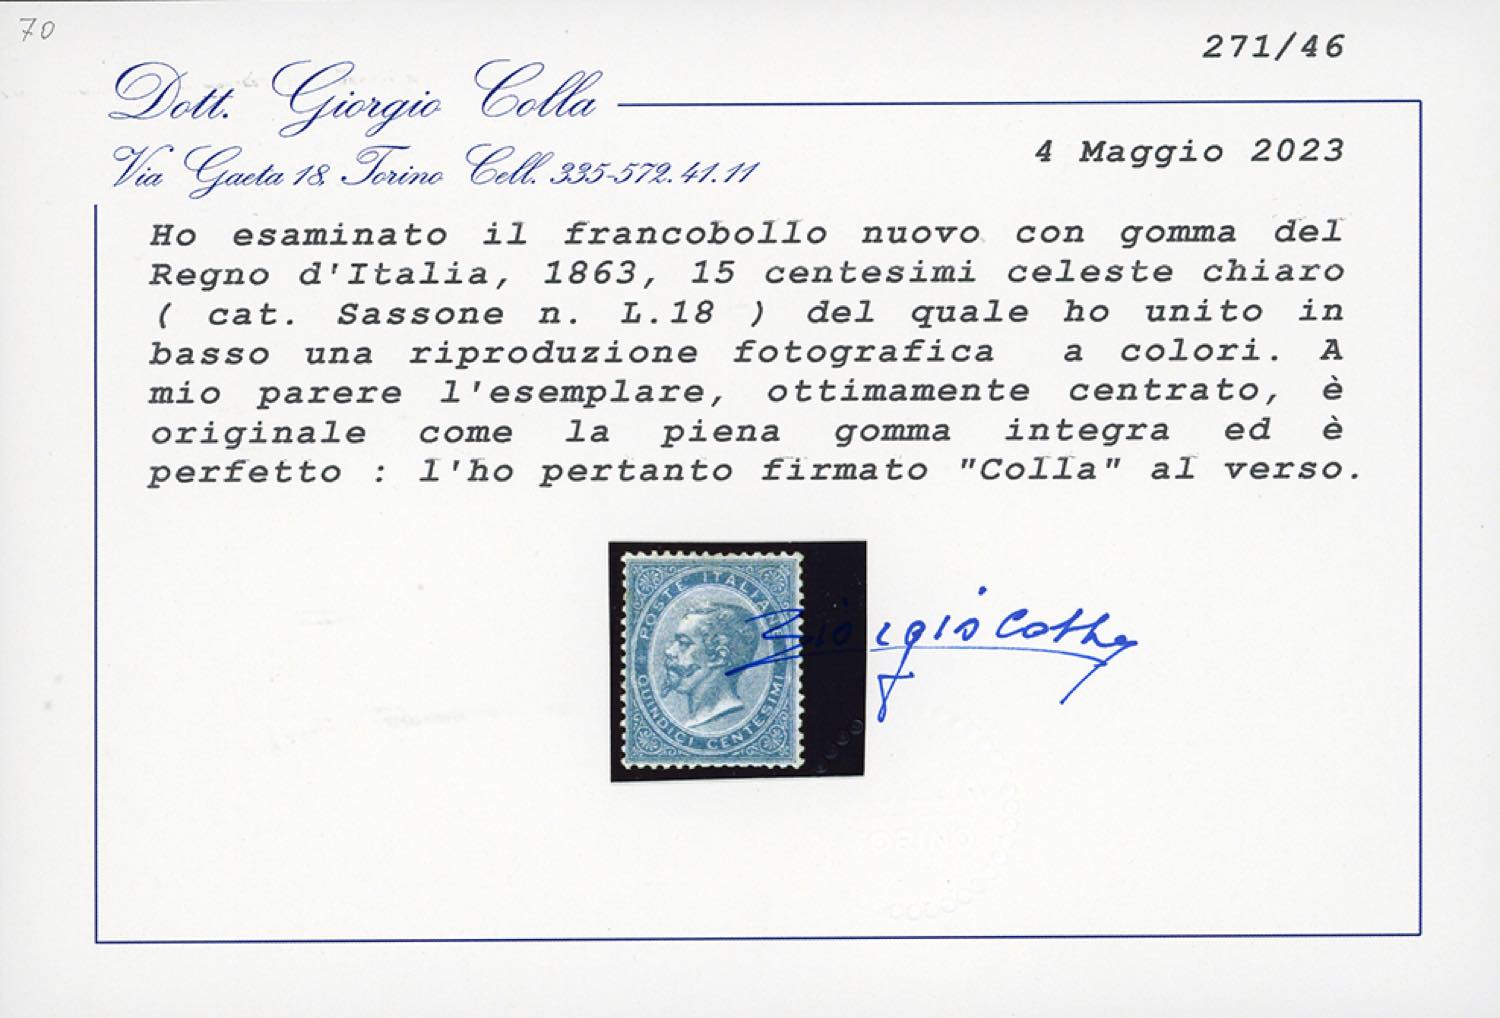 70
271/46
Dott. Giorgio Colla
4 Maggio 2023
Via Gaeta 18, Torino Cell. 335-572.41.11
Ho esaminato il francobollo nuovo con gomma del
Regno d'Italia, 1863, 15 centesimi celeste chiaro
( cat. Sassone n. L.18 ) del quale ho unito in
basso una riproduzione fotografica a colori. A
mio parere l'esemplare, ottimamente centrato, è
originale come la piena gomma integra ed è
perfetto : l'ho pertanto firmato "Colla" al verso.
POSTE ITALIANE
QUINDICI CENTESIMI
Giorgio Colla